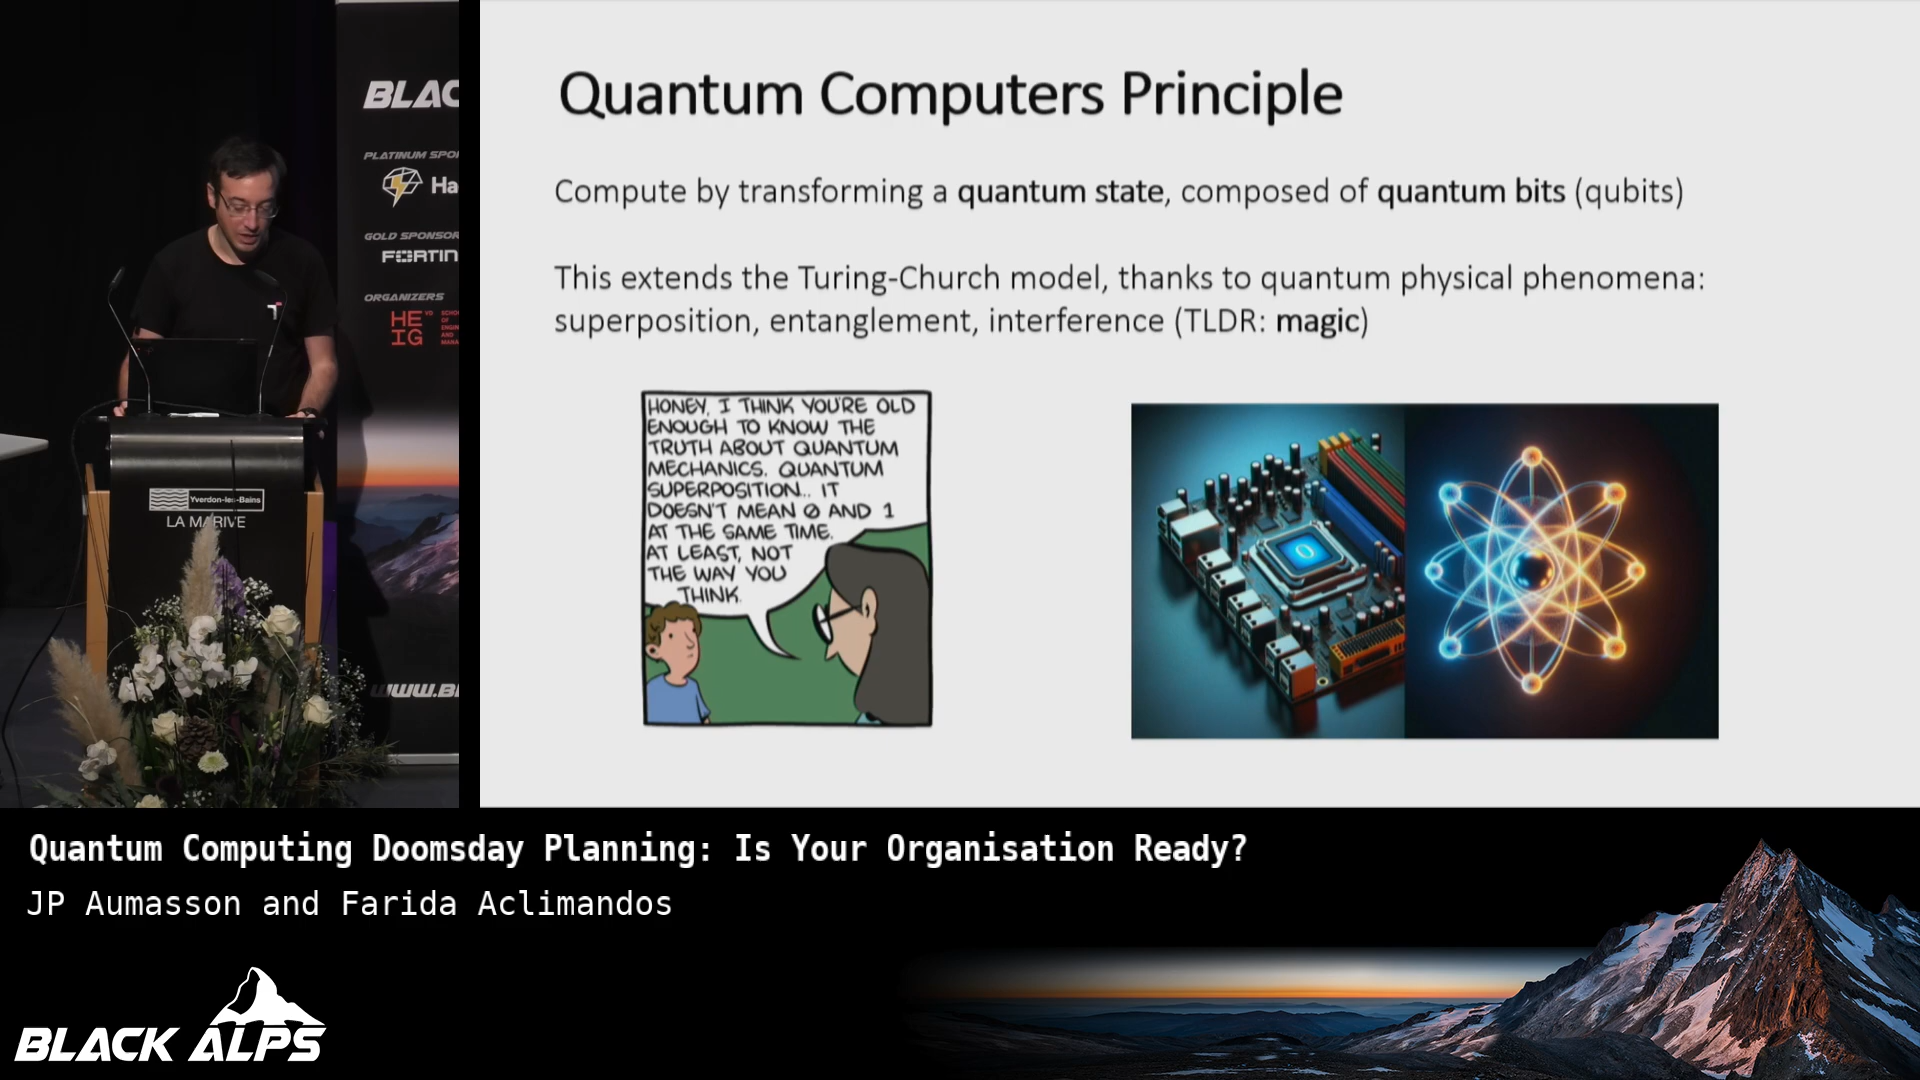 BLAC
PLATINUM SPO
Ha
GOLD SPONSOR
FORTIN
ORGANIZERS
HE
IG
WWW.B
Yverdon-les-Bains
LA MARIVE
Quantum Computers Principle
Compute by transforming a quantum state, composed of quantum bits (qubits)
This extends the Turing-Church model, thanks to quantum physical phenomena:
superposition, entanglement, interference (TLDR: magic)
HONEY, I THINK YOU'RE OLD
ENOUGH TO KNOW THE
TRUTH ABOUT QUANTUM
MECHANICS. QUANTUM
SUPERPOSITION... IT
DOESN'T MEAN 0 AND 1
AT THE SAME TIME.
AT LEAST, NOT
THE WAY YOU
THINK.
Quantum Computing Doomsday Planning: Is Your Organisation Ready?
JP Aumasson and Farida Aclimandos
BLACK ALPS